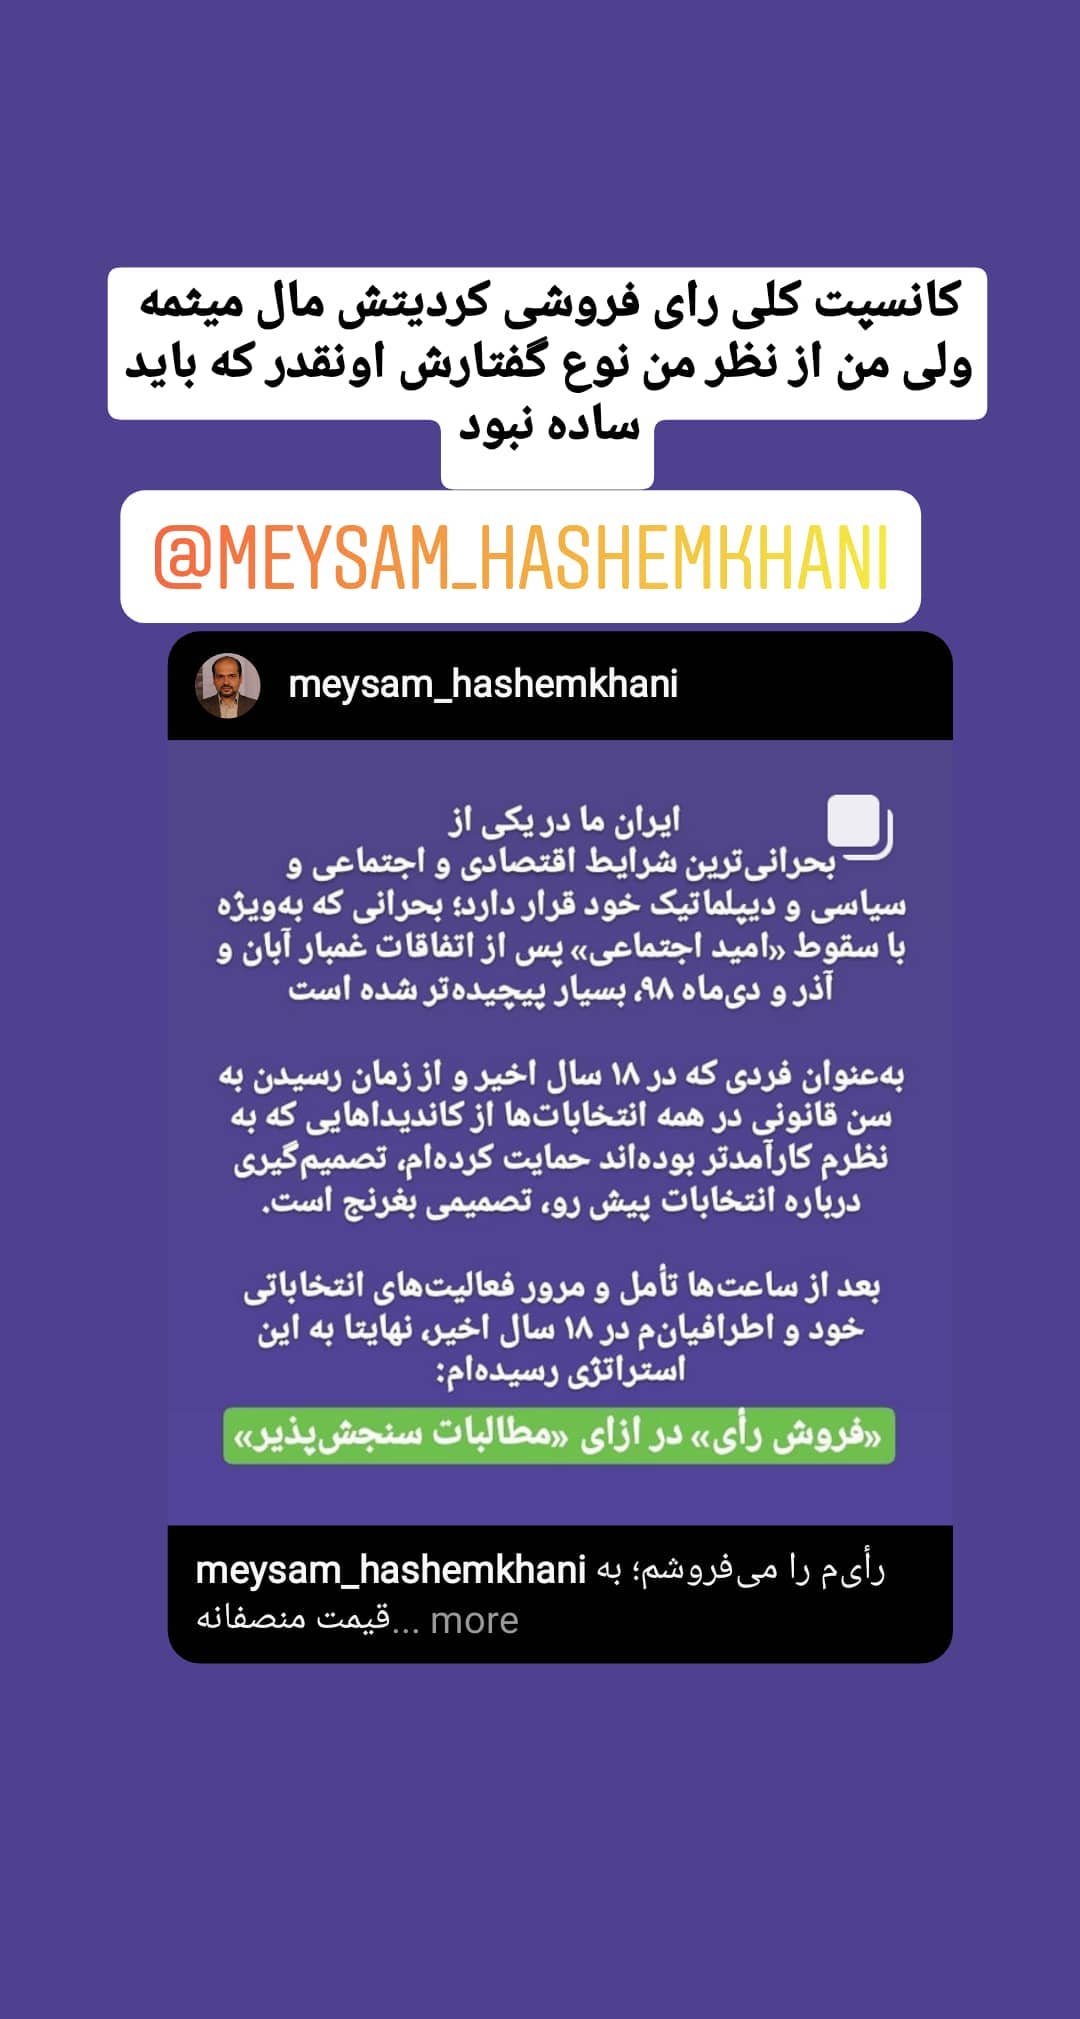 کانسپت کلی رای فروشی کردیتش مال میثمه
ولی من از نظر من نوع گفتارش اونقدر که باید
ساده نبود
@MEYSAM_HASHEMKHANI
meysam_hashemkhani
ایران ما در یکی از
بحرانی‌ترین شرایط اقتصادی و اجتماعی و
سیاسی و دیپلماتیک خود قرار دارد؛ بحرانی که به‌ویژه
با سقوط «امید اجتماعی» پس از اتفاقات غمبار آبان و
آذر و دی‌ماه ۹۸، بسیار پیچیده‌تر شده است
به‌عنوان فردی که در ۱۸ سال اخیر و از زمان رسیدن به
سن قانونی در همه انتخابات‌ها از کاندیداهایی که به
نظرم کارآمدتر بوده‌اند حمایت کرده‌ام، تصمیم‌گیری
درباره انتخابات پیش رو، تصمیمی بغرنج است.
بعد از ساعت‌ها تأمل و مرور فعالیت‌های انتخاباتی
خود و اطرافیان‌م در ۱۸ سال اخیر، نهایتا به این
استراتژی رسیده‌ام:
«فروش رأی» در ازای «مطالبات سنجش‌پذیر»
meysam_hashemkhani رأی‌م را می‌فروشم؛ به
قیمت منصفانه... more